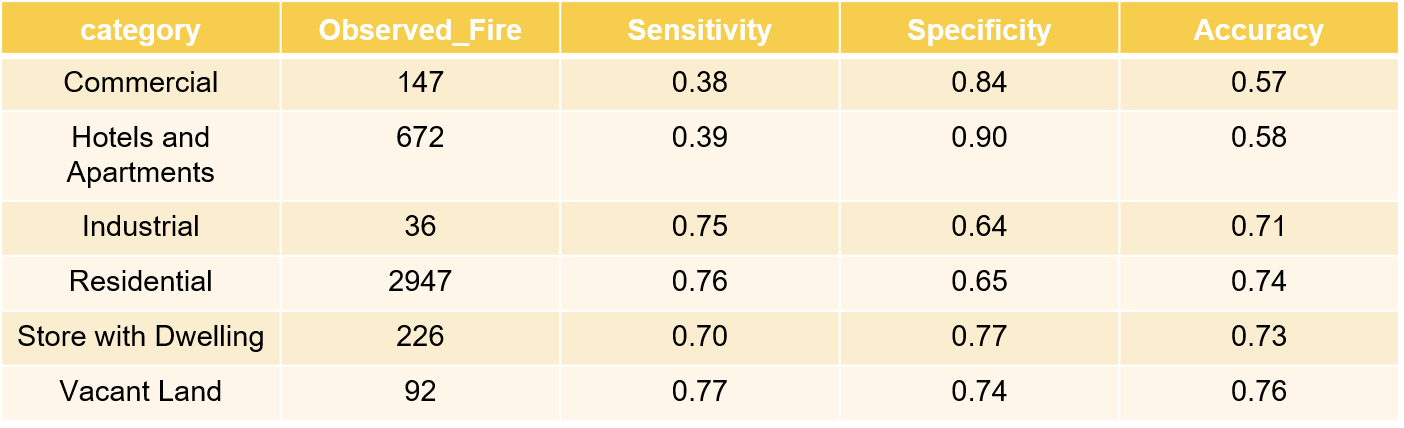 category Observed_Fire Sensitivity Specificity Accuracy
Commercial 147 0.38 0.84 0.57
Hotels and
Apartments 672 0.39 0.90 0.58
Industrial 36 0.75 0.64 0.71
Residential 2947 0.76 0.65 0.74
Store with Dwelling 226 0.70 0.77 0.73
Vacant Land 92 0.77 0.74 0.76